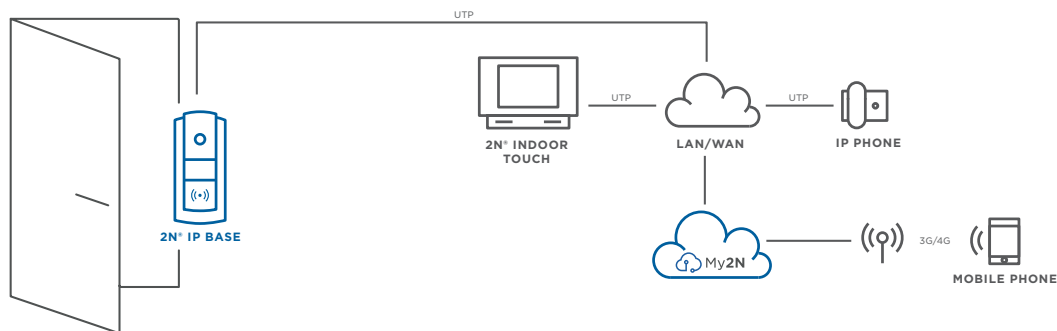 UTP
UTP
UTP
2N® INDOOR
TOUCH
LAN/WAN
IP PHONE
2N® IP BASE
My2N
3G/4G
MOBILE PHONE